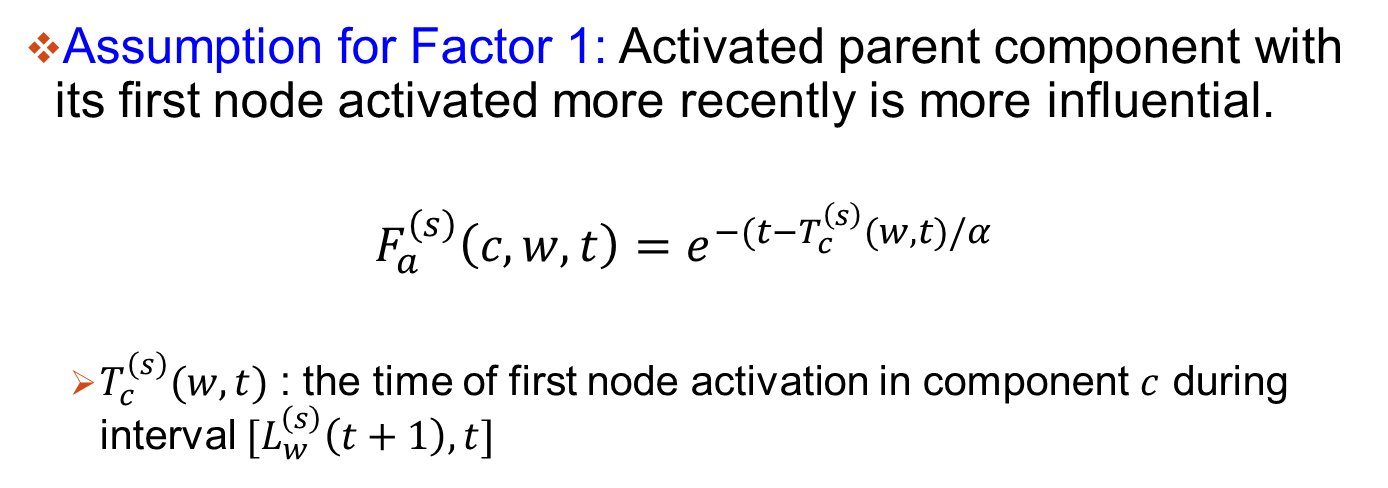 ❖Assumption for Factor 1: Activated parent component with
its first node activated more recently is more influential.
$F_a^{(s)}(c, w, t) = e^{-(t-T_c^{(s)}(w,t)/\alpha}$
➢$T_c^{(s)}(w, t)$ : the time of first node activation in component $c$ during
interval $[L_w^{(s)}(t + 1), t]$